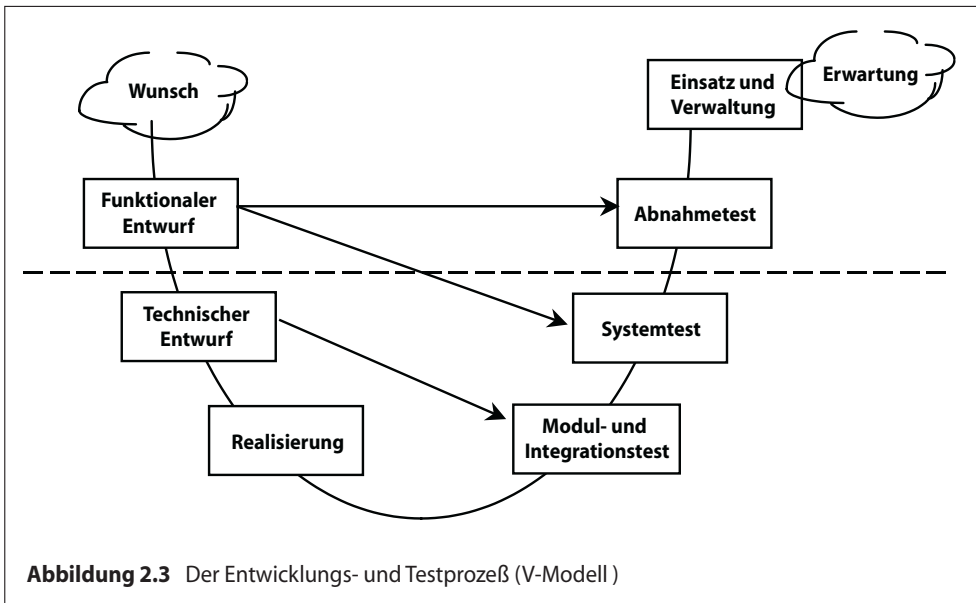 Wunsch
Einsatz und
Verwaltung
Erwartung
Funktionaler
Entwurf
Abnahmetest
Technischer
Entwurf
Systemtest
Realisierung
Modul- und
Integrationstest
Abbildung 2.3 Der Entwicklungs- und Testprozeß (V-Modell )